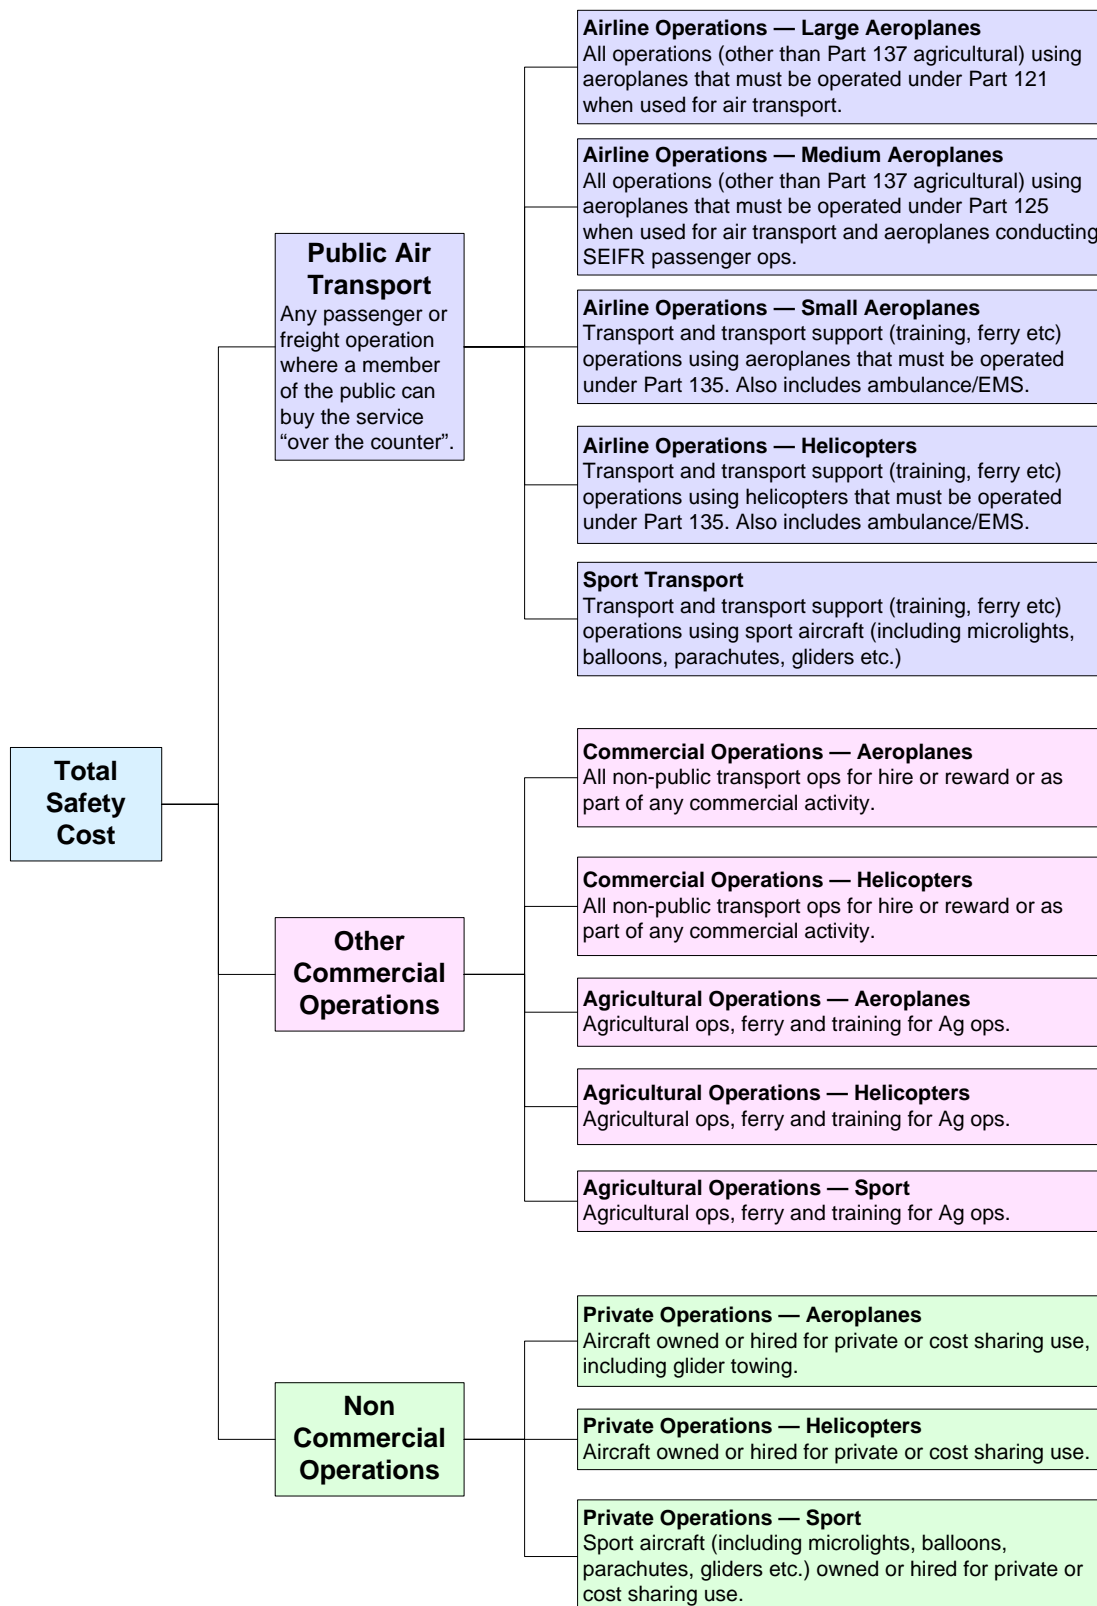 Airline Operations — Large Aeroplanes
All operations (other than Part 137 agricultural) using
aeroplanes that must be operated under Part 121
when used for air transport.
Airline Operations — Medium Aeroplanes
All operations (other than Part 137 agricultural) using
aeroplanes that must be operated under Part 125
when used for air transport and aeroplanes conducting
SEIFR passenger ops.
Public Air
Transport
Any passenger or
freight operation
where a member
of the public can
buy the service
“over the counter”.
Airline Operations — Small Aeroplanes
Transport and transport support (training, ferry etc)
operations using aeroplanes that must be operated
under Part 135. Also includes ambulance/EMS.
Airline Operations — Helicopters
Transport and transport support (training, ferry etc)
operations using helicopters that must be operated
under Part 135. Also includes ambulance/EMS.
Sport Transport
Transport and transport support (training, ferry etc)
operations using sport aircraft (including microlights,
balloons, parachutes, gliders etc.)
Total
Safety
Cost
Commercial Operations — Aeroplanes
All non-public transport ops for hire or reward or as
part of any commercial activity.
Commercial Operations — Helicopters
All non-public transport ops for hire or reward or as
part of any commercial activity.
Other
Commercial
Operations
Agricultural Operations — Aeroplanes
Agricultural ops, ferry and training for Ag ops.
Agricultural Operations — Helicopters
Agricultural ops, ferry and training for Ag ops.
Agricultural Operations — Sport
Agricultural ops, ferry and training for Ag ops.
Private Operations — Aeroplanes
Aircraft owned or hired for private or cost sharing use,
including glider towing.
Non
Commercial
Operations
Private Operations — Helicopters
Aircraft owned or hired for private or cost sharing use.
Private Operations — Sport
Sport aircraft (including microlights, balloons,
parachutes, gliders etc.) owned or hired for private or
cost sharing use.